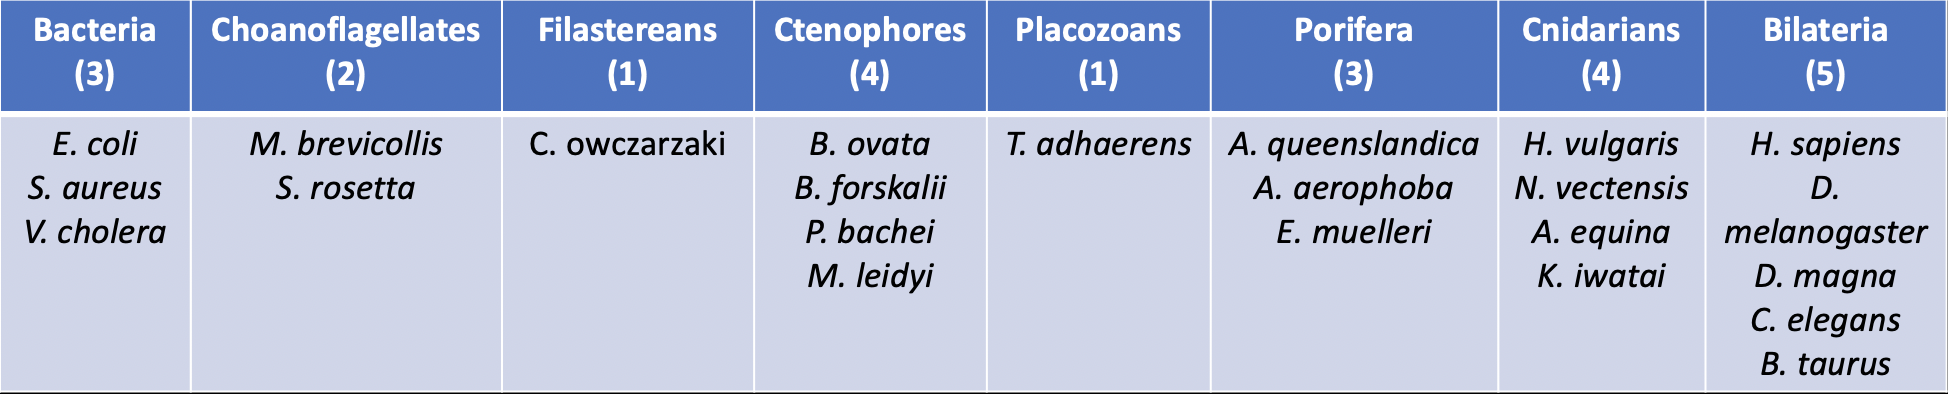 Bacteria
(3)
Choanoflagellates
(2)
Filastereans
(1)
Ctenophores
(4)
Placozoans
(1)
Porifera
(3)
Cnidarians
(4)
Bilateria
(5)
E. coli
S. aureus
V. cholera
M. brevicollis
S. rosetta
C. owczarzaki
B. ovata
B. forskalii
P. bachei
M. leidyi
T. adhaerens
A. queenslandica
A. aerophoba
E. muelleri
H. vulgaris
N. vectensis
A. equina
K. iwatai
H. sapiens
D.
melanogaster
D. magna
C. elegans
B. taurus